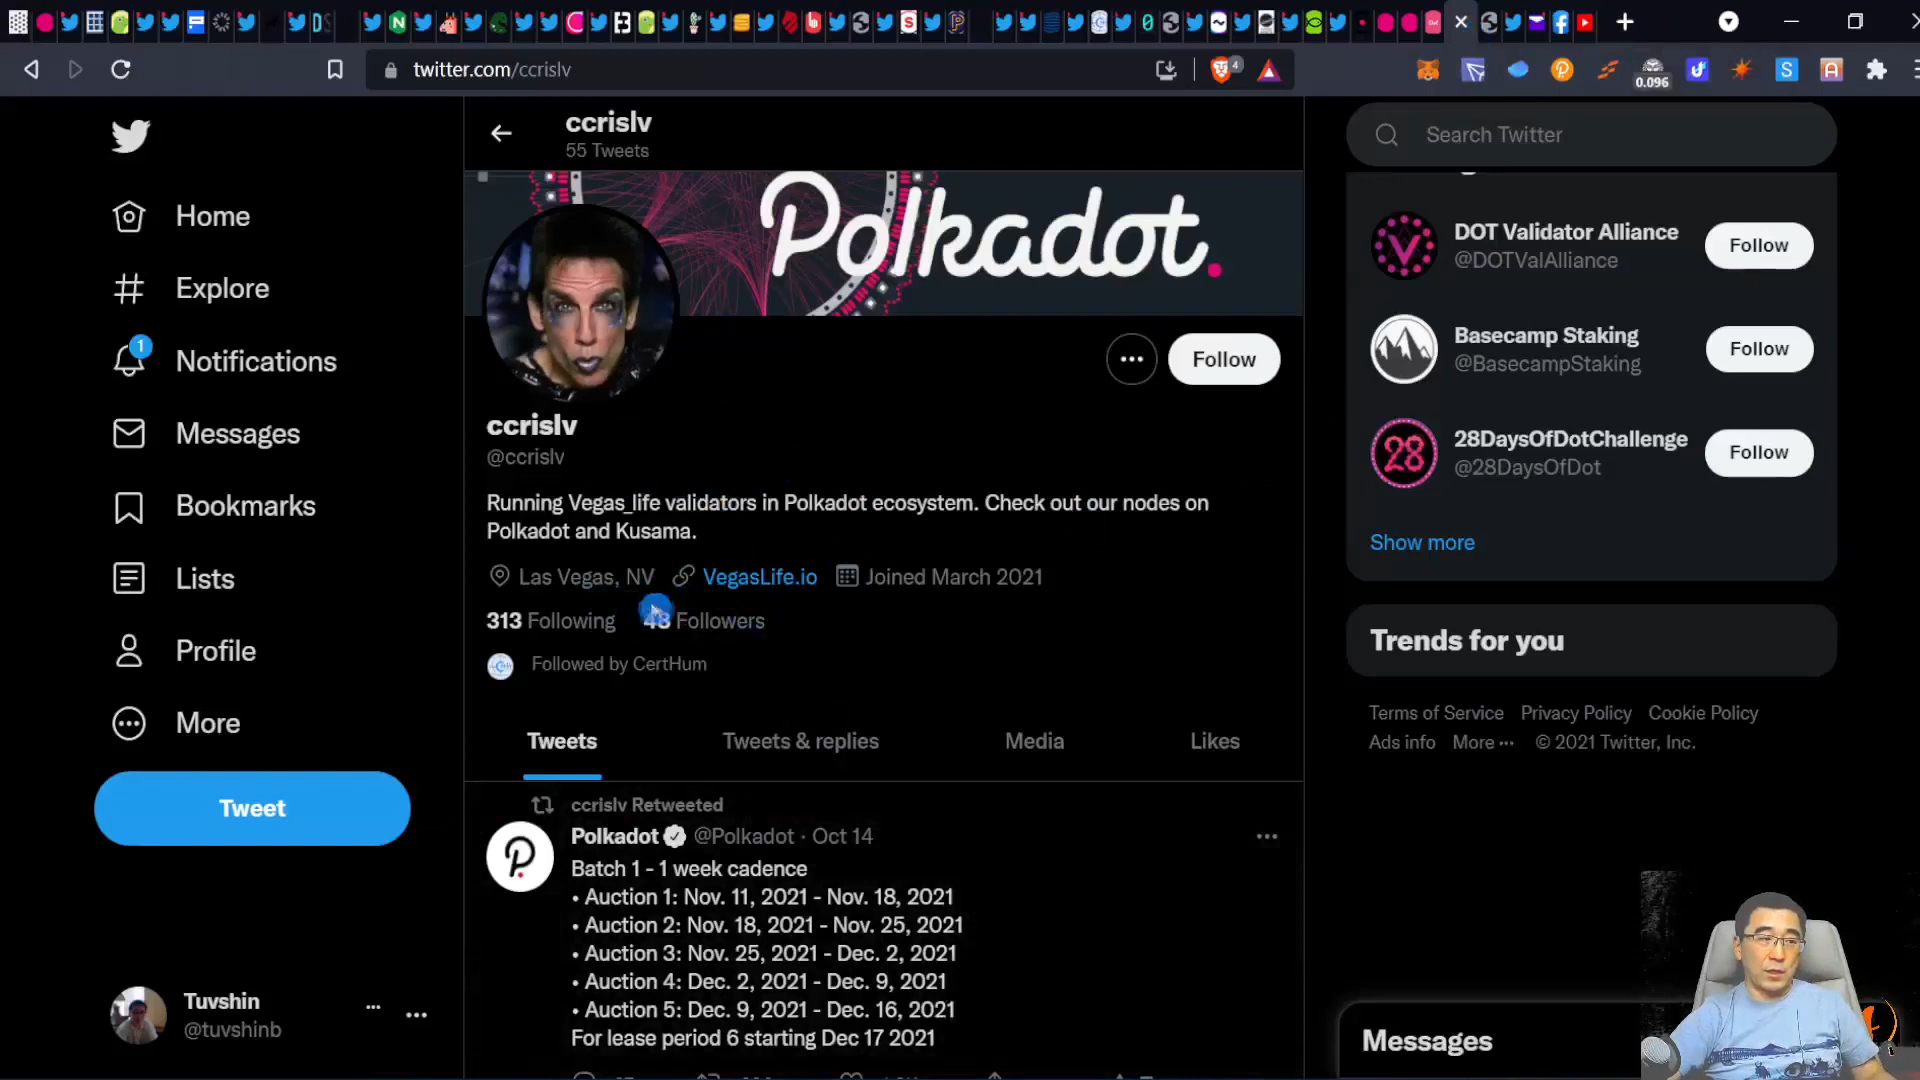 twitter.com/ccrislv
4
0.096
ccrislv
55 Tweets
Search Twitter
Polkadot.
Home
Explore
1
Notifications
Messages
Bookmarks
Lists
Profile
More
Tweet
Tuvshin
@tuvshinb
Follow
ccrislv
@ccrislv
Running Vegas_life validators in Polkadot ecosystem. Check out our nodes on
Polkadot and Kusama.
Las Vegas, NV VegasLife.io Joined March 2021
313 Following 48 Followers
Followed by CertHum
Tweets Tweets & replies Media Likes
ccrislv Retweeted
Polkadot @Polkadot · Oct 14
Batch 1 - 1 week cadence
• Auction 1: Nov. 11, 2021 - Nov. 18, 2021
• Auction 2: Nov. 18, 2021 - Nov. 25, 2021
• Auction 3: Nov. 25, 2021 - Dec. 2, 2021
• Auction 4: Dec. 2, 2021 - Dec. 9, 2021
• Auction 5: Dec. 9, 2021 - Dec. 16, 2021
For lease period 6 starting Dec 17 2021
DOT Validator Alliance
@DOTValAlliance
Follow
Basecamp Staking
@BasecampStaking
Follow
28
28DaysOfDotChallenge
@28DaysOfDot
Follow
Show more
Trends for you
Terms of Service Privacy Policy Cookie Policy
Ads info More ··· © 2021 Twitter, Inc.
Messages